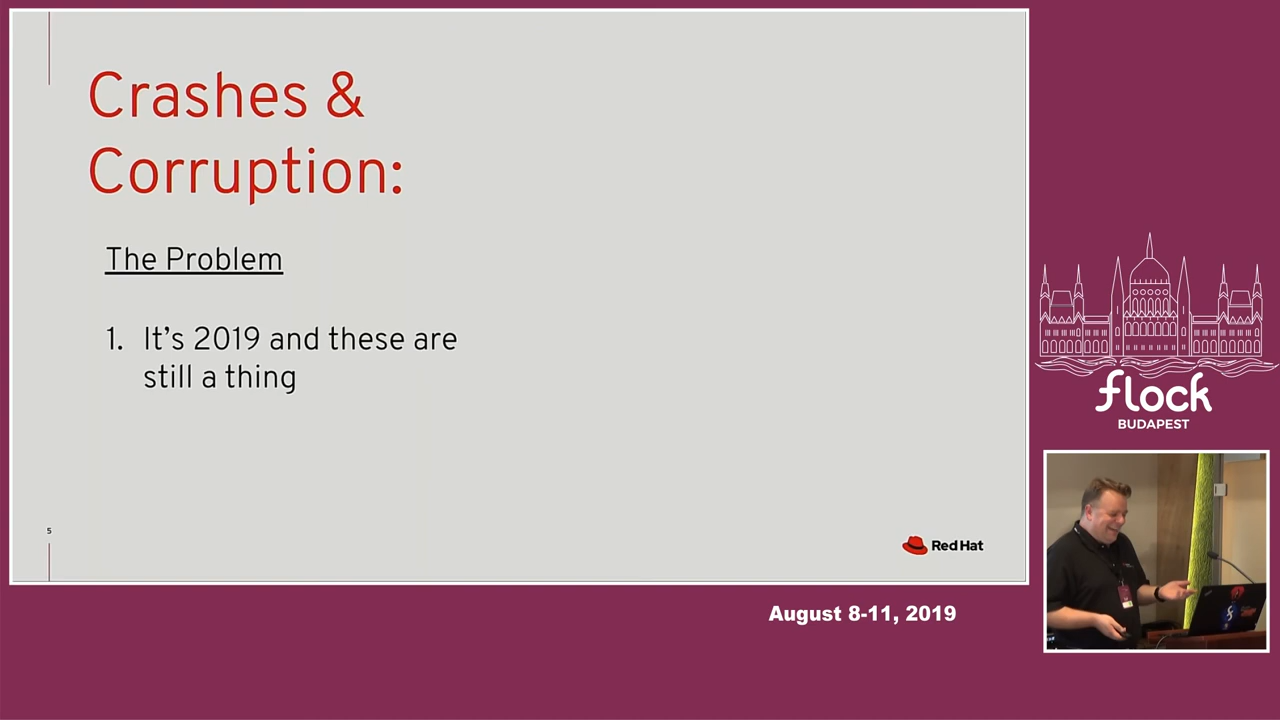 Crashes &
Corruption:
The Problem
1. It’s 2019 and these are
still a thing
5
Red Hat
flock
BUDAPEST
August 8-11, 2019